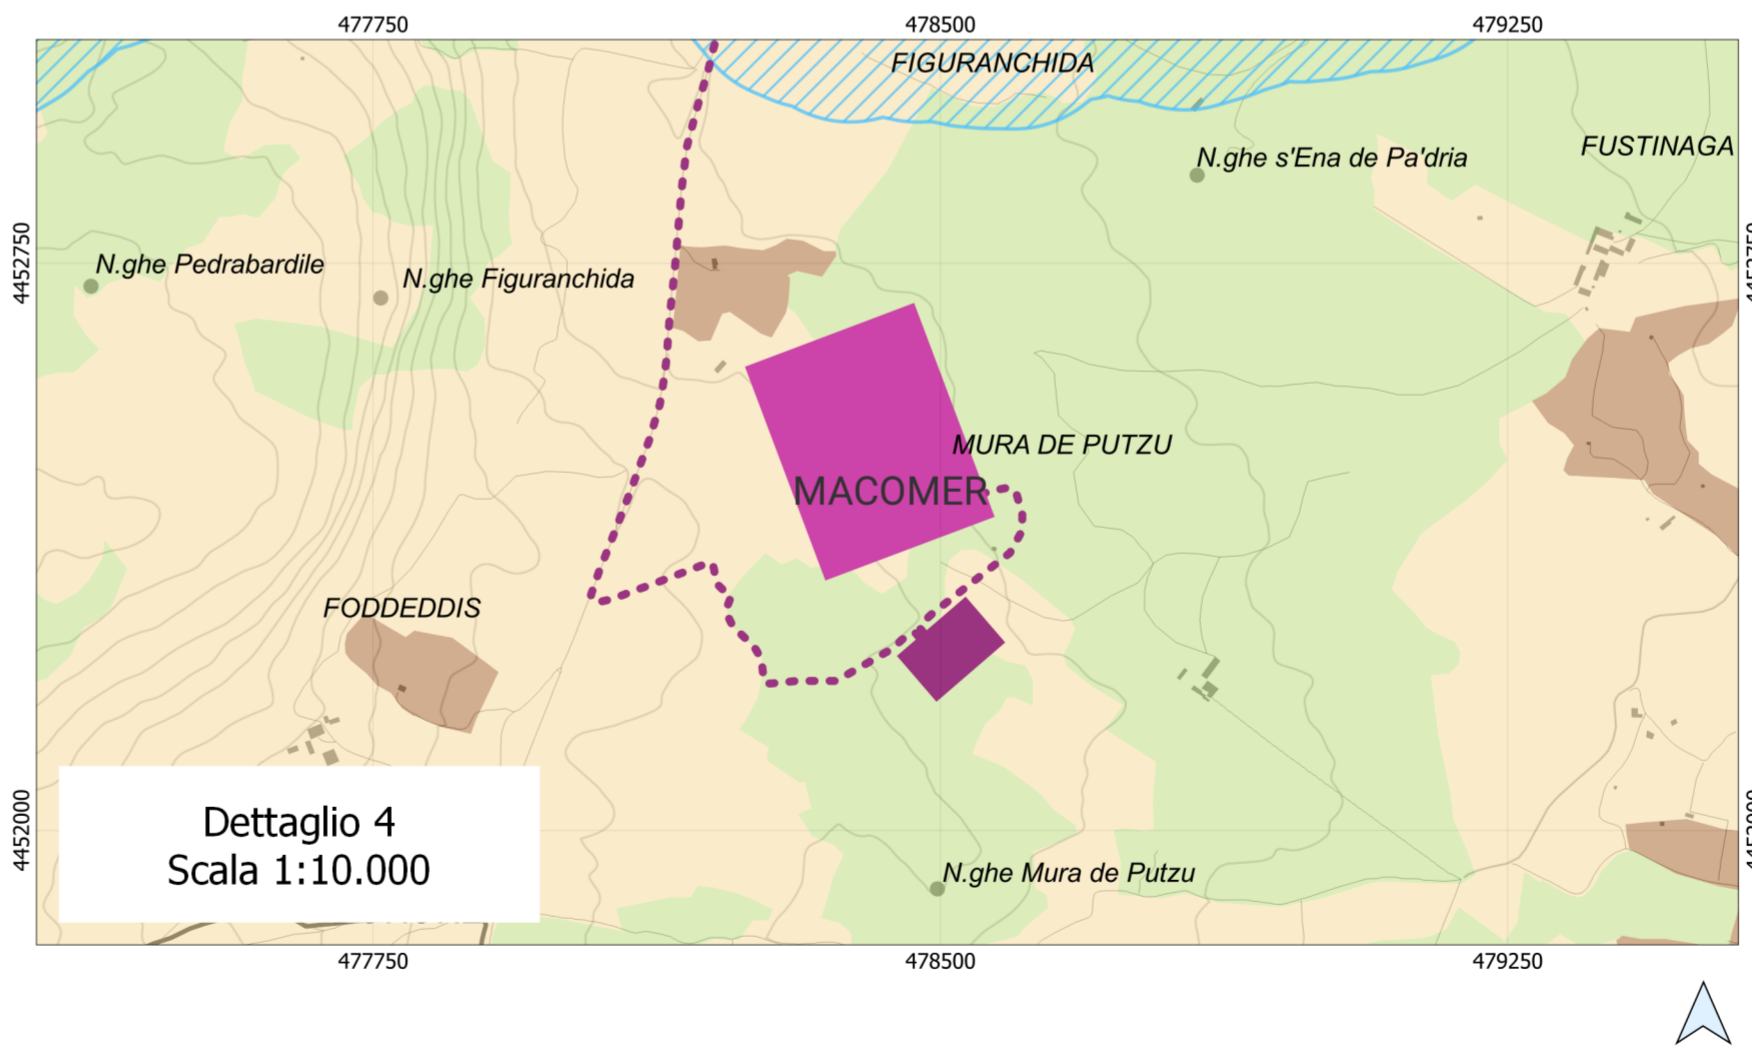 477750
478500
479250
FIGURANCHIDA
FUSTINAGA
N.ghe s'Ena de Pa'dria
4452750
N.ghe Pedrabardile
N.ghe Figuranchida
MURA DE PUTZU
MACOMER
FODDEDDIS
4452000
Dettaglio 4
Scala 1:10.000
N.ghe Mura de Putzu
477750
478500
479250